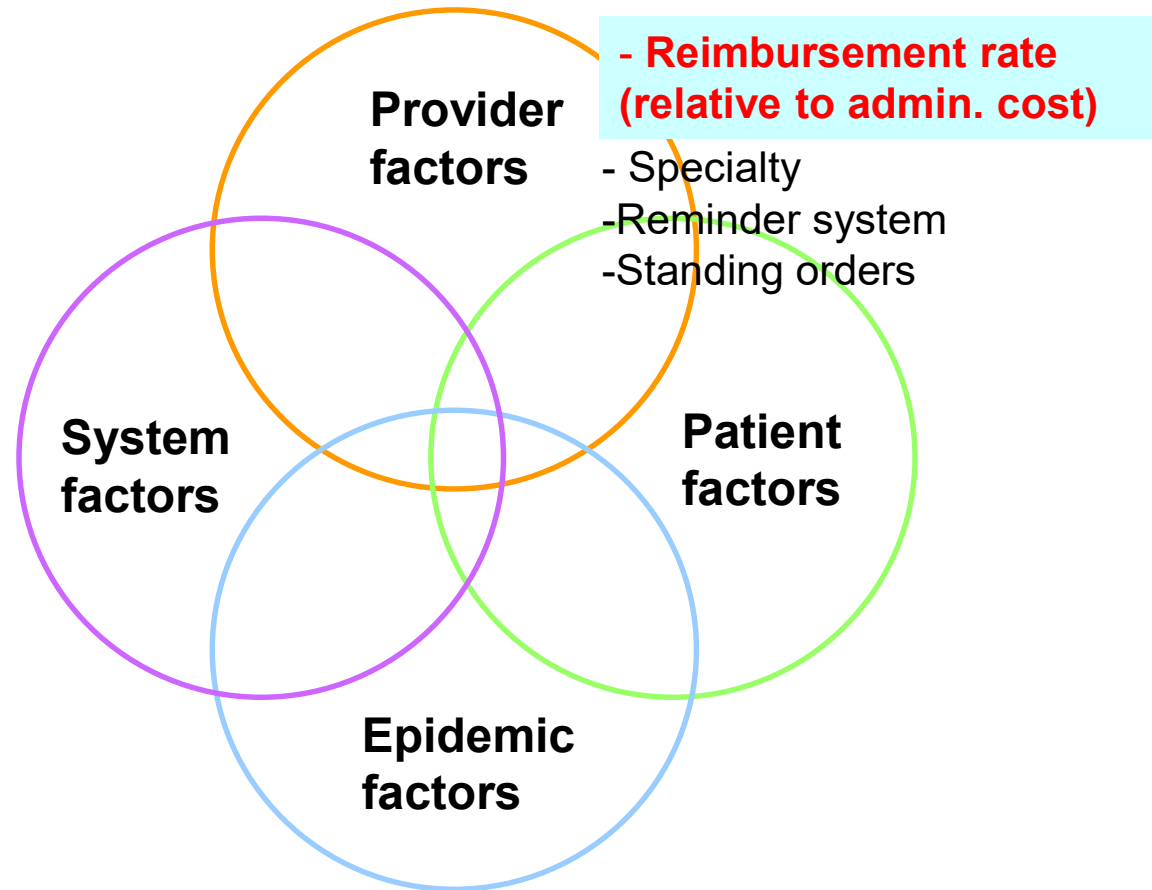 Provider
factors
- Reimbursement rate
(relative to admin. cost)
- Specialty
-Reminder system
-Standing orders
System
factors
Patient
factors
Epidemic
factors